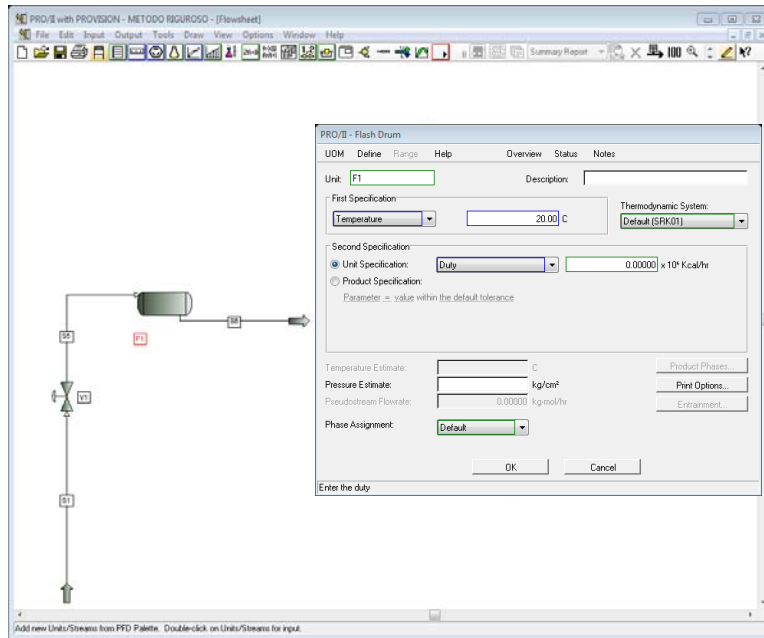 PRO/II with PROVISION - METODO RIGUROSO - [Flowsheet]
File Edit Input Output Tools Draw View Options Window Help
Summary Report
100
PRO/II - Flash Drum
UOM Define Range Help Overview Status Notes
Unit: F1 Description:
First Specification
Thermodynamic System:
Temperature 20.00 C
Default (SRK01)
Second Specification
Unit Specification: Duty 0.00000 x 10⁶ Kcal/hr
Product Specification:
Parameter = value within the default tolerance
S5
F1
S6
V1
S1
Temperature Estimate: C
Product Phases...
Pressure Estimate: kg/cm²
Print Options...
Pseudostream Flowrate: 0.00000 kg-mol/hr
Entrainment...
Phase Assignment: Default
OK Cancel
Enter the duty
Add new Units/Streams from PFD Palette. Double-click on Units/Streams for input.